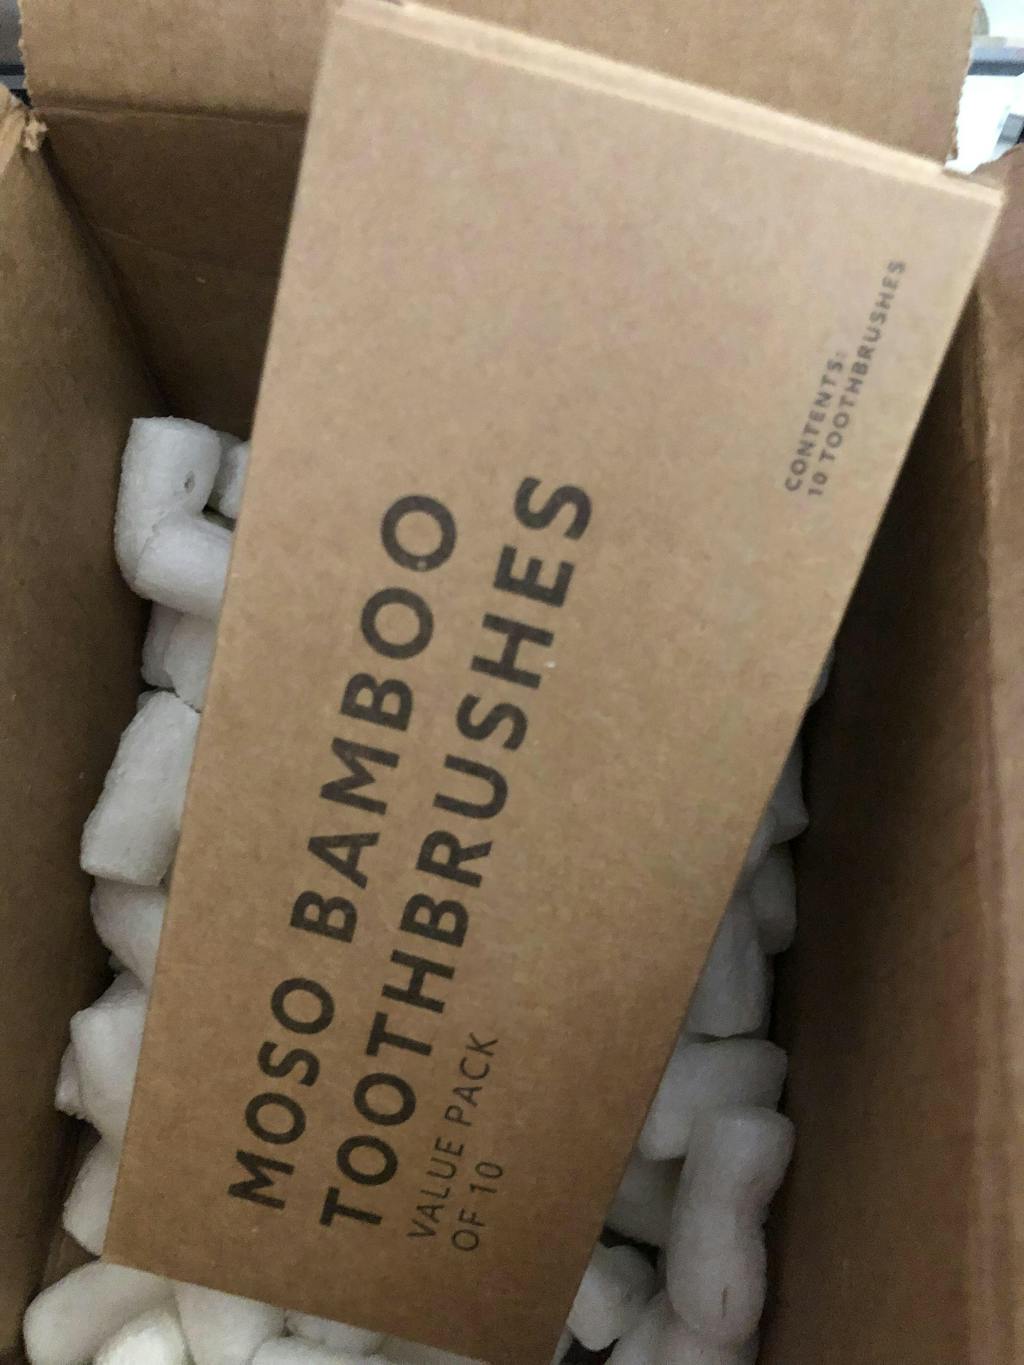 MOSO BAMBOO
TOOTHBRUSHES
VALUE PACK
OF 10
CONTENTS:
10 TOOTHBRUSHES